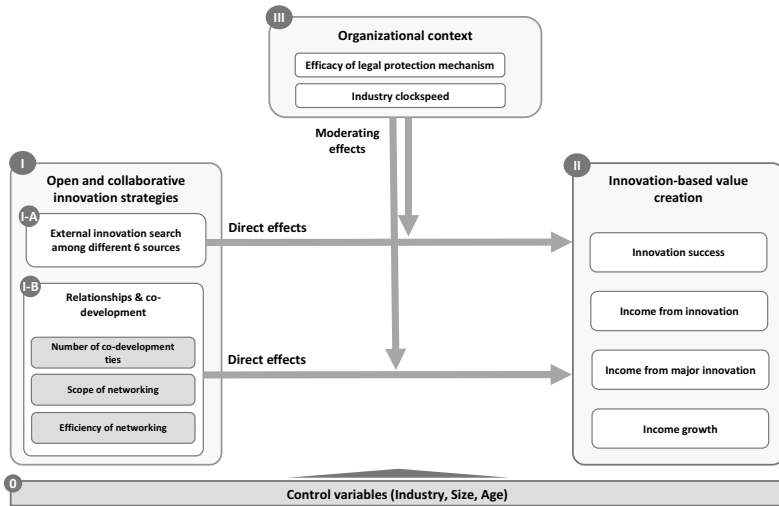 III
Organizational context
Efficacy of legal protection mechanism
Industry clockspeed
Moderating
effects
I
Open and collaborative
innovation strategies
I-A
External innovation search
among different 6 sources
Direct effects
I-B
Relationships & co-
development
Number of co-development
ties
Scope of networking
Efficiency of networking
Direct effects
II
Innovation-based value
creation
Innovation success
Income from innovation
Income from major innovation
Income growth
0
Control variables (Industry, Size, Age)